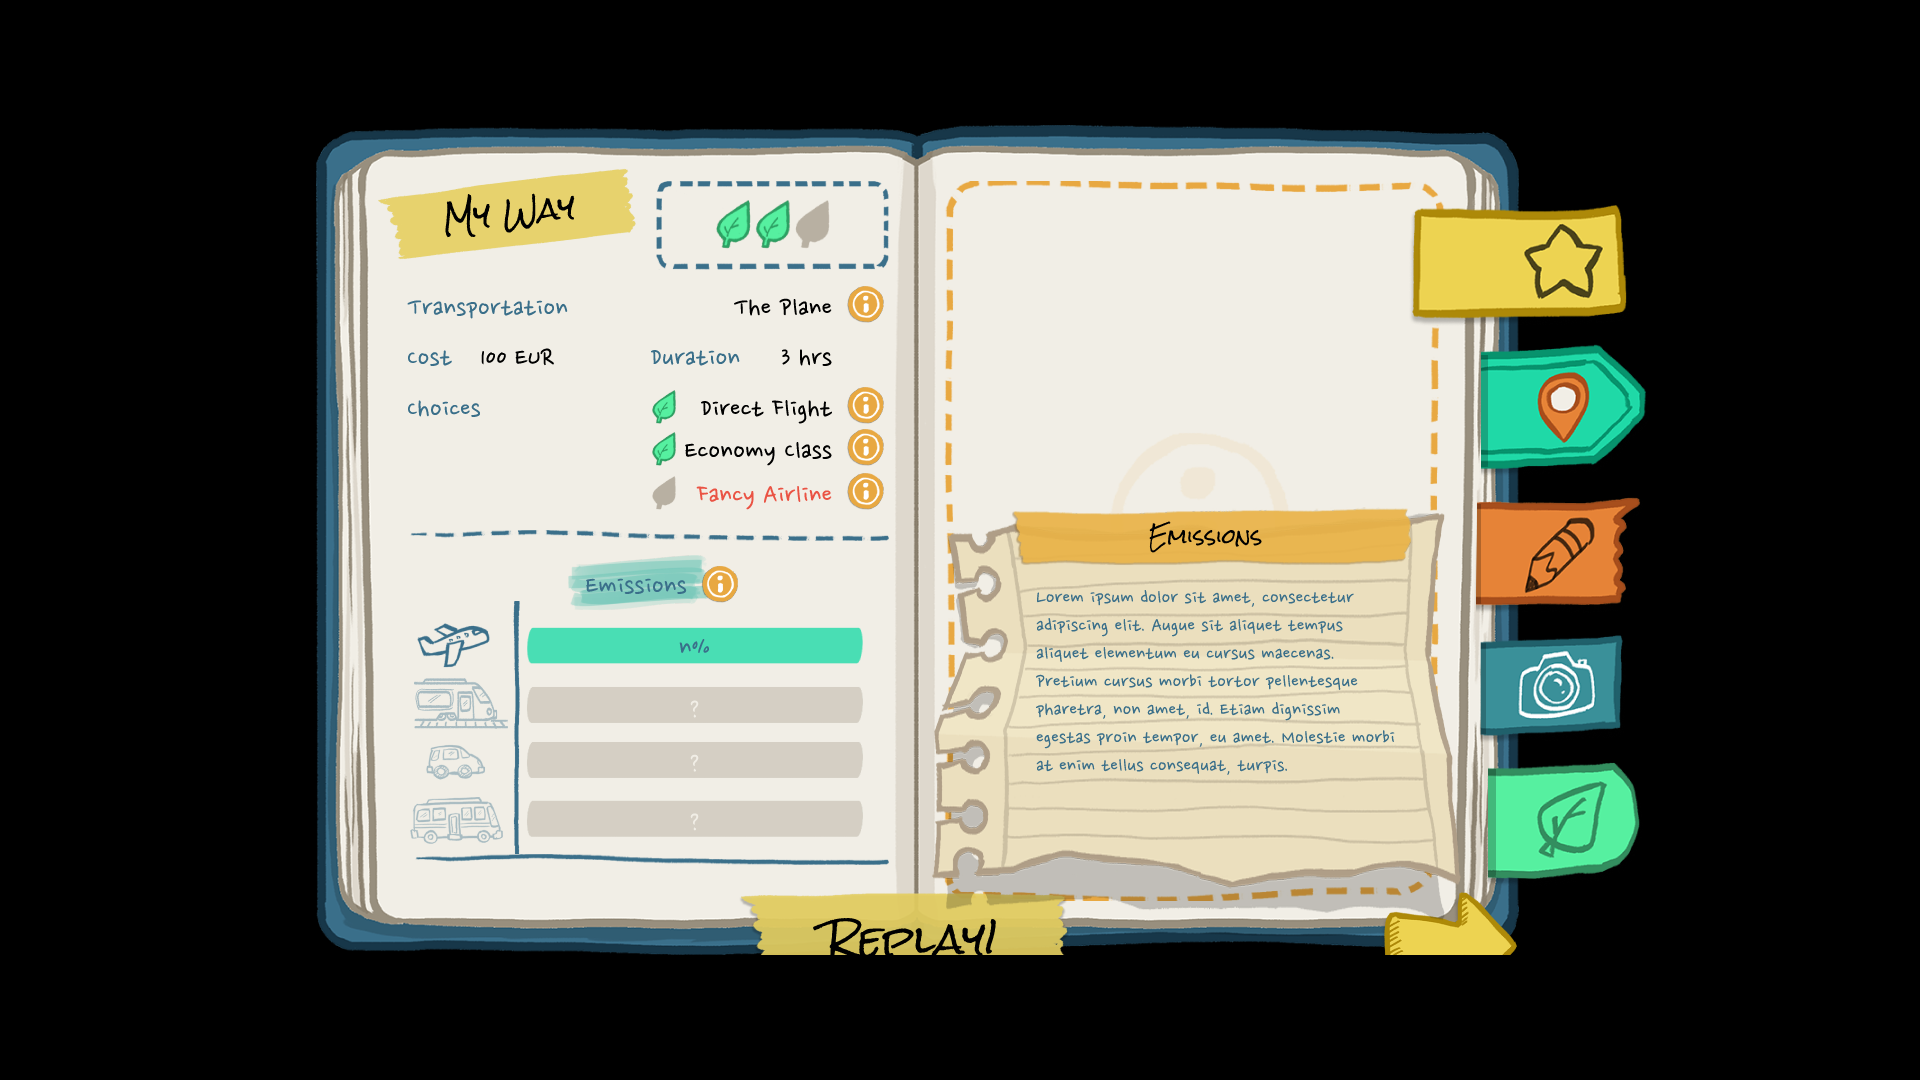 My Way
Transportation The Plane
Cost 100 EUR Duration 3 hrs
Choices Direct Flight
Economy Class
Fancy Airline
Emissions
n%
?
?
?
Emissions
Lorem ipsum dolor sit amet, consectetur
adipiscing elit. Augue sit aliquet tempus
aliquet elementum eu cursus maecenas.
Pretium cursus morbi tortor pellentesque
pharetra, non amet, id. Etiam dignissim
egestas proin tempor, eu amet. Molestie morbi
at enim tellus consequat, turpis.
Replay!